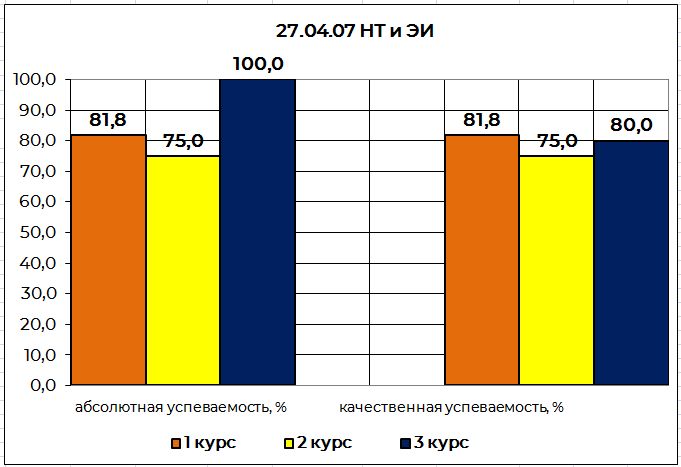 27.04.07 НТ и ЭИ
100,0
90,0
80,0
70,0
60,0
50,0
40,0
30,0
20,0
10,0
0,0
81,8
75,0
100,0
81,8
75,0
80,0
абсолютная успеваемость, %
качественная успеваемость, %
1 курс
2 курс
3 курс